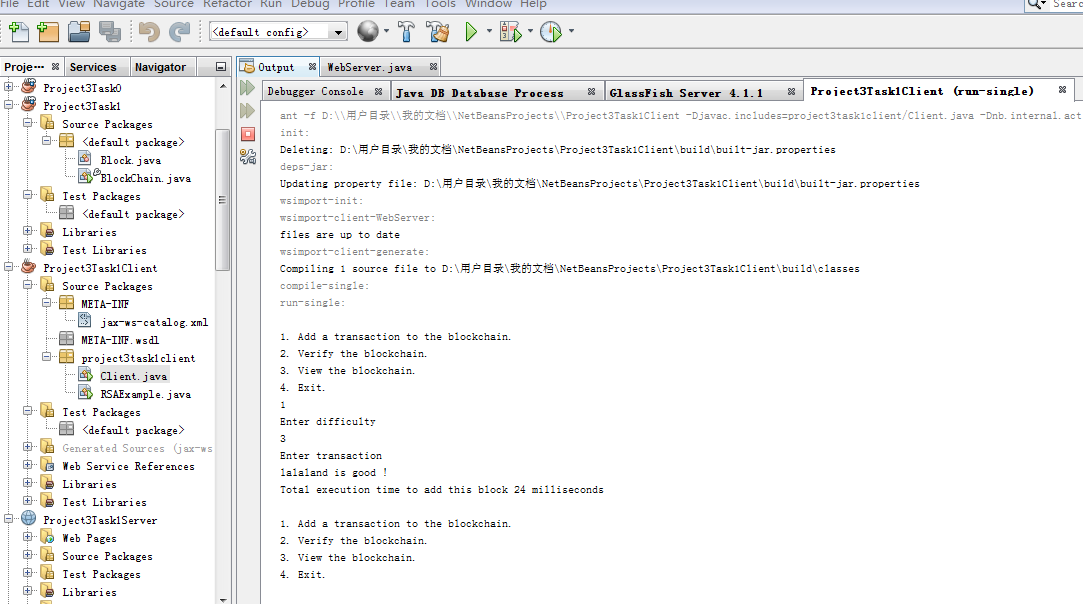 File Edit View Navigate Source Refactor Run Debug Profile Team Tools Window Help
<default config>
Proje··· Services Navigator
Output WebServer.java
Debugger Console Java DB Database Process GlassFish Server 4.1.1 Project3Task1Client (run-single)
Project3Task0
Project3Task1
Source Packages
<default package>
Block.java
BlockChain.java
Test Packages
<default package>
Libraries
Test Libraries
Project3Task1Client
Source Packages
META-INF
jax-ws-catalog.xml
META-INF.wsdl
project3task1client
Client.java
RSAExample.java
Test Packages
<default package>
Generated Sources (jax-ws
Web Service References
Libraries
Test Libraries
Project3Task1Server
Web Pages
Source Packages
Test Packages
Libraries
ant -f D:\\用户目录\\我的文档\\NetBeansProjects\\Project3Task1Client -Djavac.includes=project3task1client/Client.java -Dnb.internal.act
init:
Deleting: D:\用户目录\我的文档\NetBeansProjects\Project3Task1Client\build\built-jar.properties
deps-jar:
Updating property file: D:\用户目录\我的文档\NetBeansProjects\Project3Task1Client\build\built-jar.properties
wsimport-init:
wsimport-client-WebServer:
files are up to date
wsimport-client-generate:
Compiling 1 source file to D:\用户目录\我的文档\NetBeansProjects\Project3Task1Client\build\classes
compile-single:
run-single:
1. Add a transaction to the blockchain.
2. Verify the blockchain.
3. View the blockchain.
4. Exit.
1
Enter difficulty
3
Enter transaction
lalaland is good !
Total execution time to add this block 24 milliseconds
1. Add a transaction to the blockchain.
2. Verify the blockchain.
3. View the blockchain.
4. Exit.